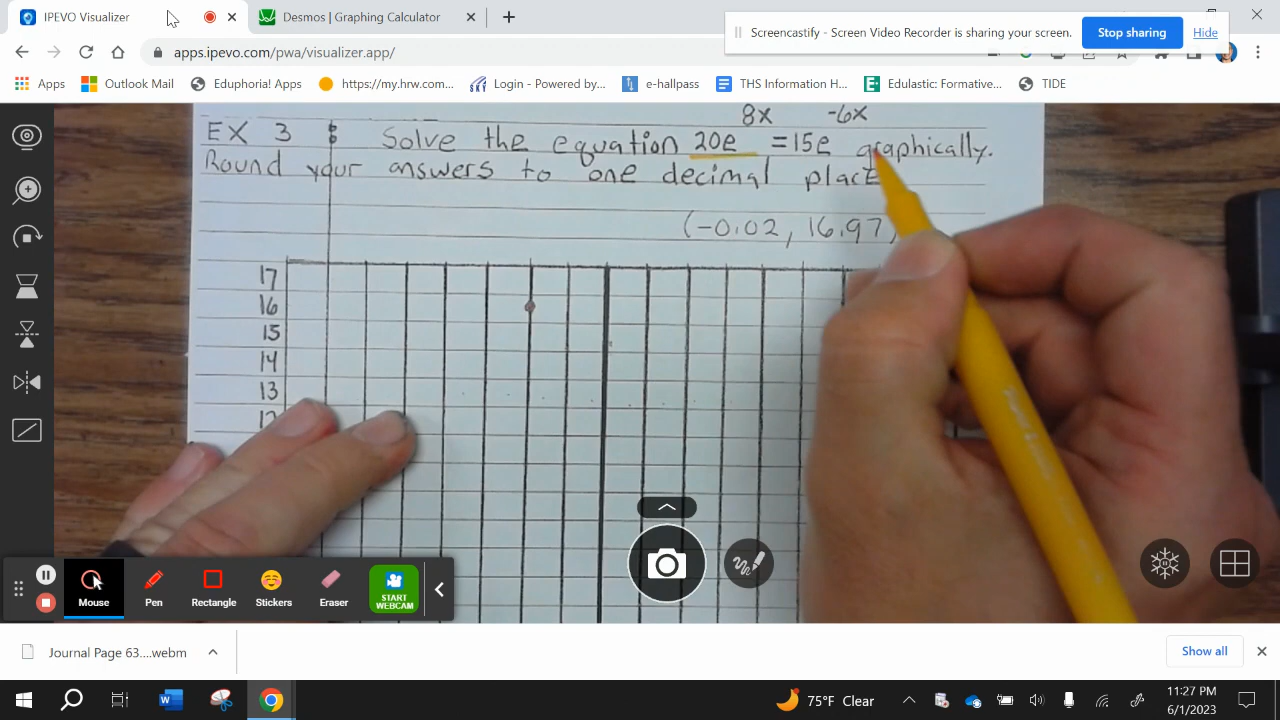 IPEVO Visualizer
Desmos | Graphing Calculator
Screencastify - Screen Video Recorder is sharing your screen.
Stop sharing
Hide
apps.ipevo.com/pwa/visualizer.app/
Apps
Outlook Mail
Eduphoria! App
https://my.hrw.com...
Login - Powered by...
e-hallpass
THS Information H...
Edulastic: Formative...
TIDE
8x -6x
EX 3 : Solve the equation 20e =15e graphically.
Round your answers to one decimal place
(-0.02, 16.97)
17
16
15
14
13
12
Mouse
Pen
Rectangle
Stickers
Eraser
START WEBCAM
Journal Page 63....webm
Show all
75°F Clear
11:27 PM
6/1/2023